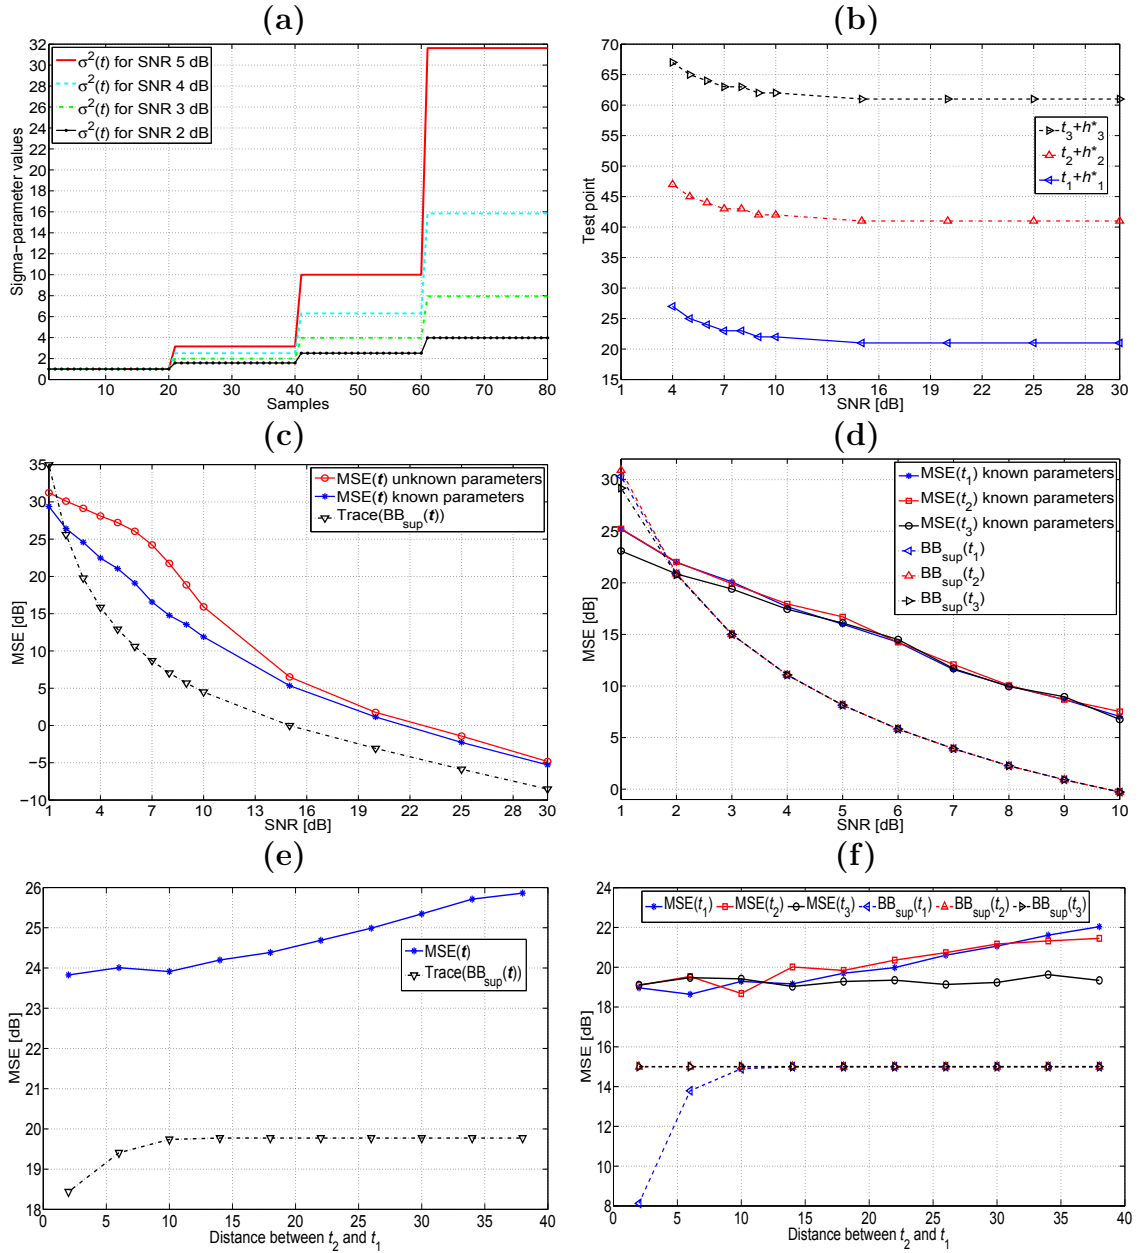 (a)
32
30
28
26
24
22
20
18
16
14
12
10
8
6
4
2
0
Sigma−parameter values
σ²(t) for SNR 5 dB
σ²(t) for SNR 4 dB
σ²(t) for SNR 3 dB
σ²(t) for SNR 2 dB
10 20 30 40 50 60 70 80
Samples
(b)
70
65
60
55
50
45
40
35
30
25
20
15
Test point
t₃+h*₃
t₂+h*₂
t₁+h*₁
1 4 7 10 13 16 19 22 25 28 30
SNR [dB]
(c)
35
30
25
20
15
10
5
0
−5
−10
MSE [dB]
MSE(t) unknown parameters
MSE(t) known parameters
Trace(BB_sup(t))
1 4 7 10 13 16 19 22 25 28 30
SNR [dB]
(d)
30
25
20
15
10
5
0
MSE [dB]
MSE(t₁) known parameters
MSE(t₂) known parameters
MSE(t₃) known parameters
BB_sup(t₁)
BB_sup(t₂)
BB_sup(t₃)
1 2 3 4 5 6 7 8 9 10
SNR [dB]
(e)
26
25
24
23
22
21
20
19
18
MSE [dB]
MSE(t)
Trace(BB_sup(t))
0 5 10 15 20 25 30 35 40
Distance between t₂ and t₁
(f)
24
22
20
18
16
14
12
10
8
MSE [dB]
MSE(t₁) MSE(t₂) MSE(t₃) BB_sup(t₁) BB_sup(t₂) BB_sup(t₃)
0 5 10 15 20 25 30 35 40
Distance between t₂ and t₁